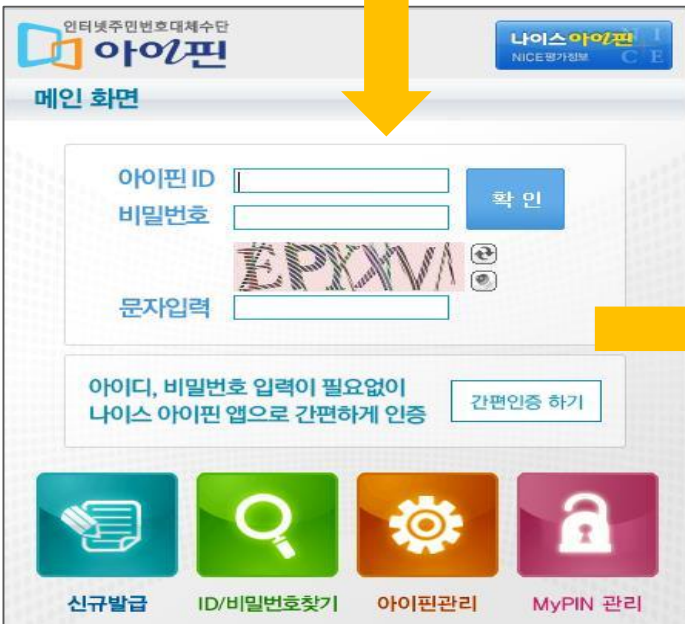 인터넷주민번호대체수단
아이핀
나이스아이핀
NICE평가정보
N I
C E
메인 화면
아이핀 ID
확 인
비밀번호
문자입력
아이디, 비밀번호 입력이 필요없이
나이스 아이핀 앱으로 간편하게 인증
간편인증 하기
신규발급
ID/비밀번호찾기
아이핀관리
MyPIN 관리